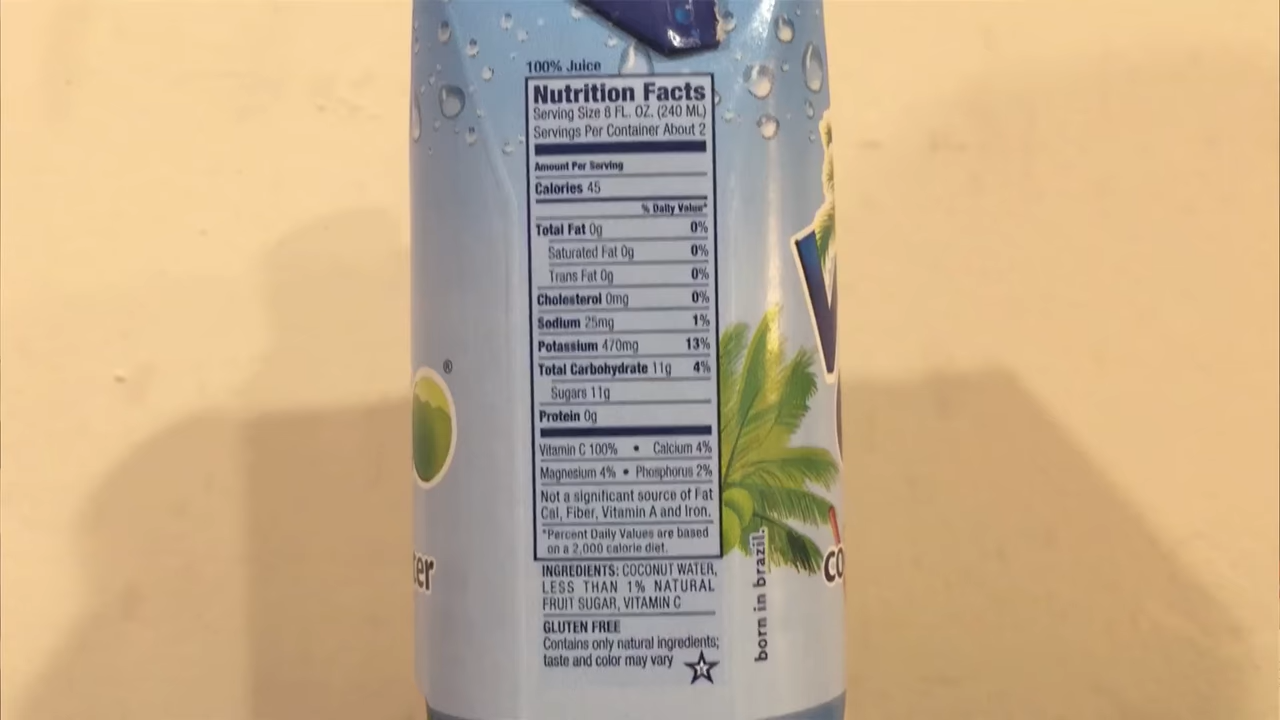 100% Juice
Nutrition Facts
Serving Size 8 FL. OZ. (240 ML)
Servings Per Container About 2
Amount Per Serving
Calories 45
% Daily Value*
Total Fat 0g 0%
Saturated Fat 0g 0%
Trans Fat 0g 0%
Cholesterol 0mg 0%
Sodium 25mg 1%
Potassium 470mg 13%
Total Carbohydrate 11g 4%
Sugars 11g
Protein 0g
Vitamin C 100% • Calcium 4%
Magnesium 4% • Phosphorus 2%
Not a significant source of Fat
Cal, Fiber, Vitamin A and Iron.
*Percent Daily Values are based
on a 2,000 calorie diet.
INGREDIENTS: COCONUT WATER,
LESS THAN 1% NATURAL
FRUIT SUGAR, VITAMIN C
GLUTEN FREE
Contains only natural ingredients;
taste and color may vary
K
born in brazil.
®
er
V
co